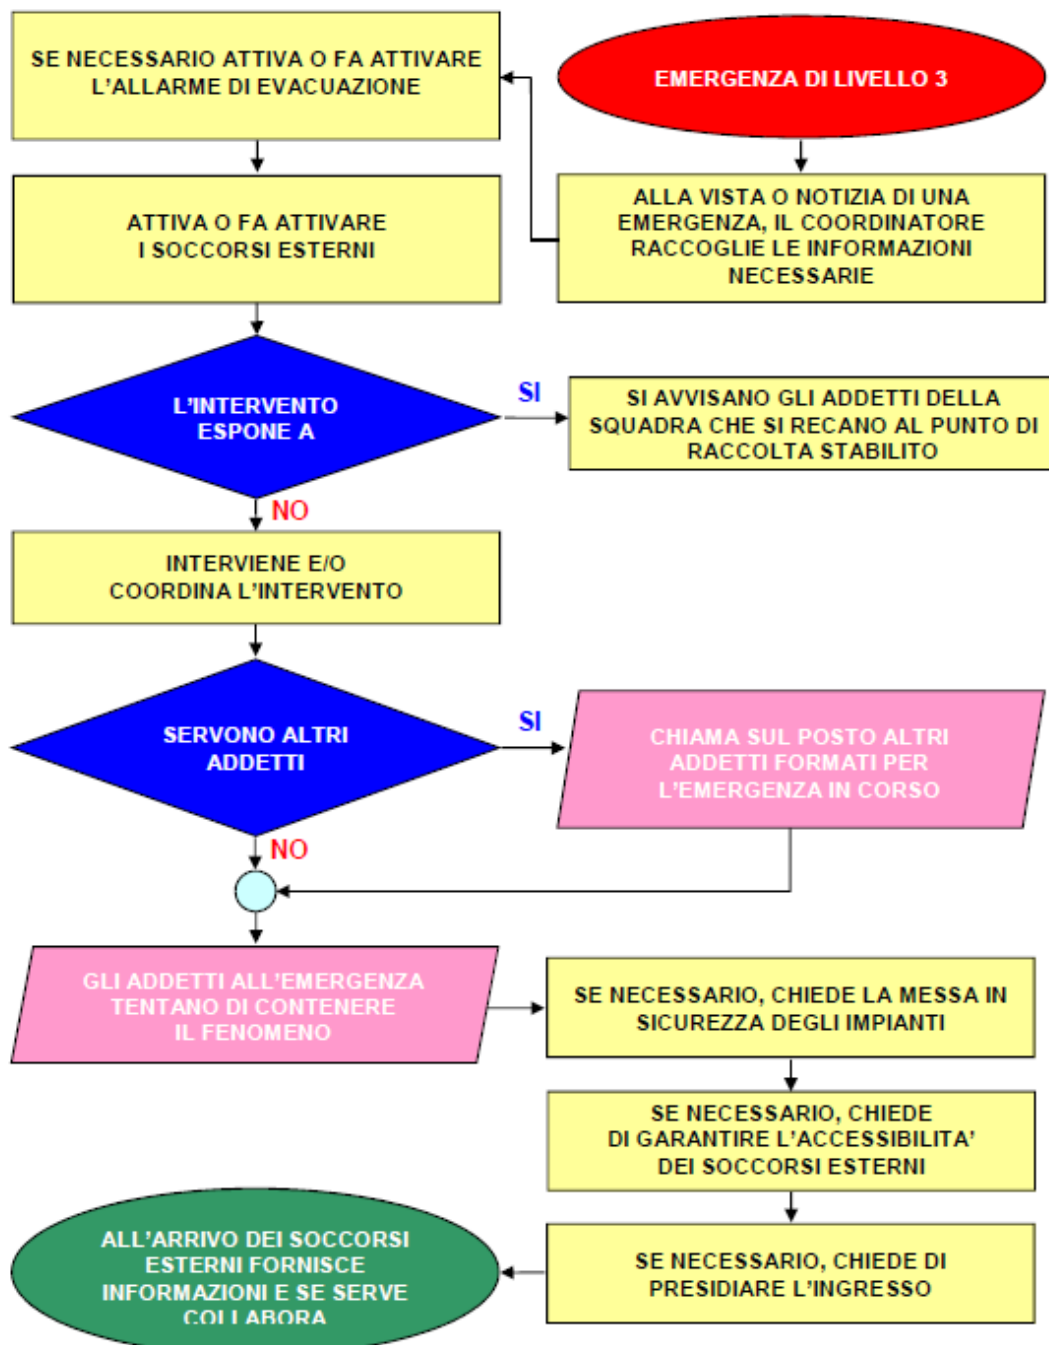 EMERGENZA DI LIVELLO 3
ALLA VISTA O NOTIZIA DI UNA
EMERGENZA, IL COORDINATORE
RACCOGLIE LE INFORMAZIONI
NECESSARIE
SE NECESSARIO ATTIVA O FA ATTIVARE
L'ALLARME DI EVACUAZIONE
ATTIVA O FA ATTIVARE
I SOCCORSI ESTERNI
L'INTERVENTO
ESPONE A
SI
SI AVVISANO GLI ADDETTI DELLA
SQUADRA CHE SI RECANO AL PUNTO DI
RACCOLTA STABILITO
NO
INTERVIENE E/O
COORDINA L'INTERVENTO
SERVONO ALTRI
ADDETTI
SI
CHIAMA SUL POSTO ALTRI
ADDETTI FORMATI PER
L'EMERGENZA IN CORSO
NO
GLI ADDETTI ALL'EMERGENZA
TENTANO DI CONTENERE
IL FENOMENO
SE NECESSARIO, CHIEDE LA MESSA IN
SICUREZZA DEGLI IMPIANTI
SE NECESSARIO, CHIEDE
DI GARANTIRE L'ACCESSIBILITA'
DEI SOCCORSI ESTERNI
SE NECESSARIO, CHIEDE DI
PRESIDIARE L'INGRESSO
ALL'ARRIVO DEI SOCCORSI
ESTERNI FORNISCE
INFORMAZIONI E SE SERVE
COLLABORA